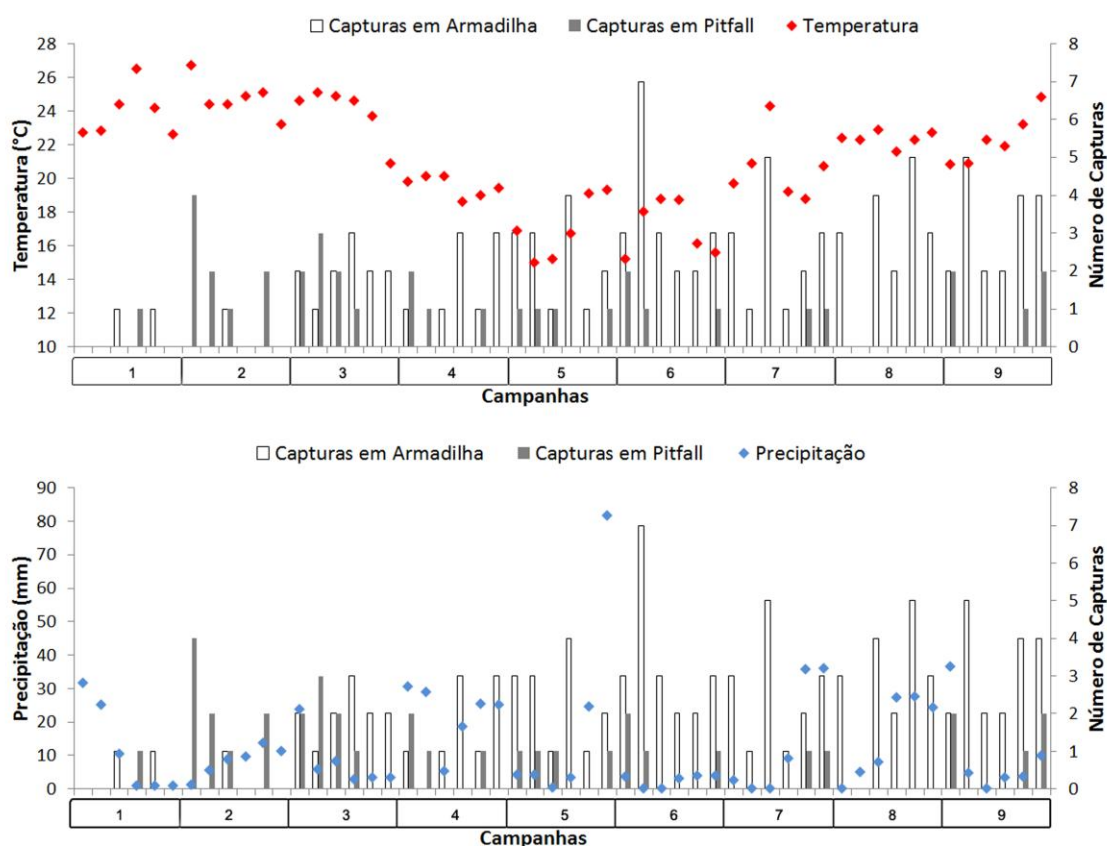 Capturas em Armadilha Capturas em Pitfall Temperatura
28 8
26 7
24 6
22 5
20
18 4
16 3
14 2
12 1
10 0
Temperatura (°C)
Número de Capturas
1 2 3 4 5 6 7 8 9
Campanhas
Capturas em Armadilha Capturas em Pitfall Precipitação
90 8
80 7
70 6
60 5
50
40 4
30 3
20 2
10 1
0 0
Precipitação (mm)
Número de Capturas
1 2 3 4 5 6 7 8 9
Campanhas